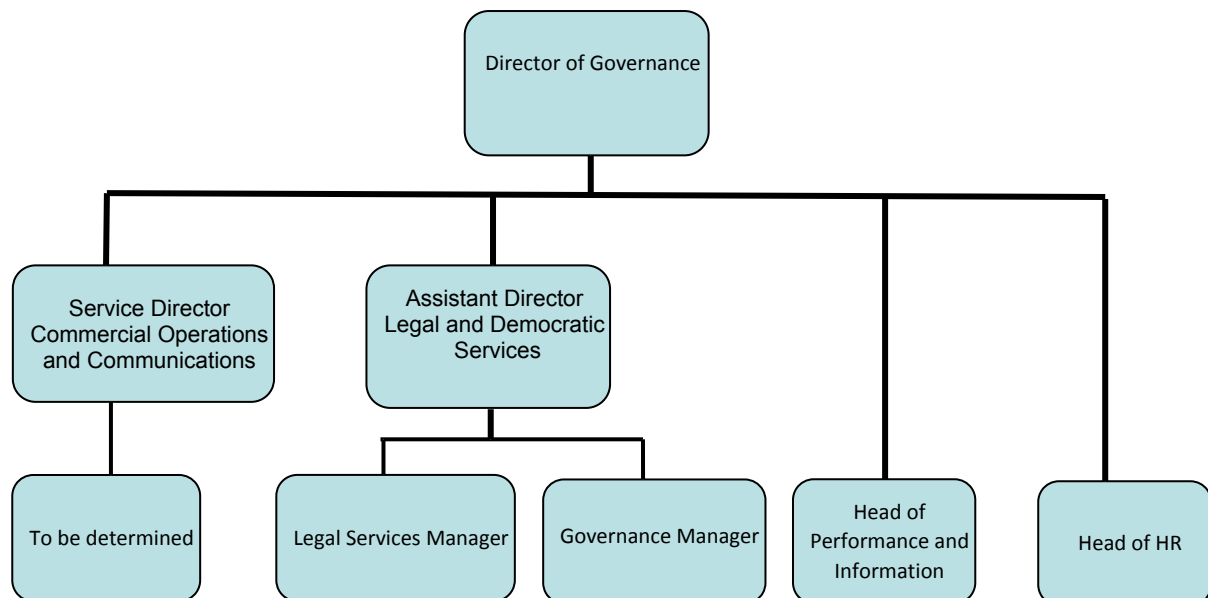 Director of Governance
Service Director
Commercial Operations
and Communications
Assistant Director
Legal and Democratic
Services
To be determined
Legal Services Manager
Governance Manager
Head of
Performance and
Information
Head of HR